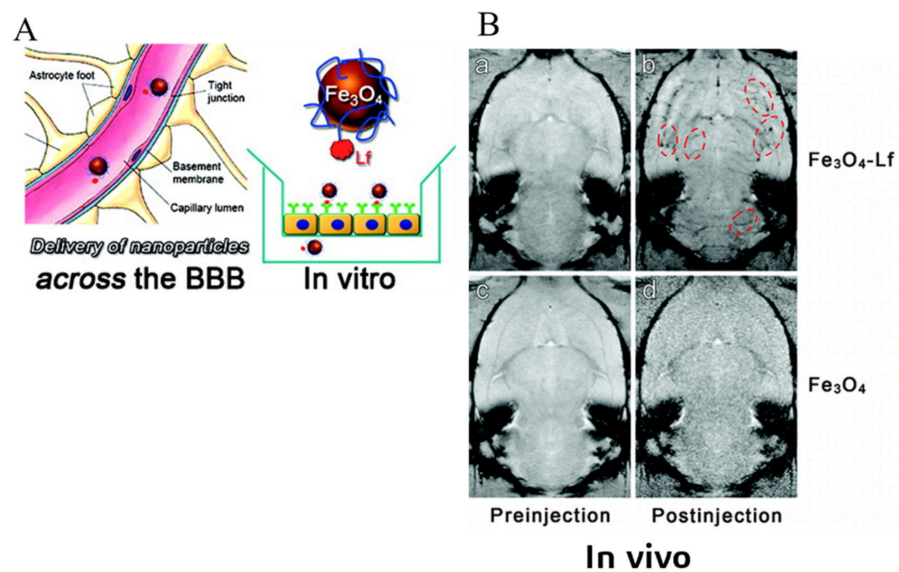 A
Astrocyte foot
Tight
junction
Basement
membrane
Capillary lumen
Delivery of nanoparticles
across the BBB
Fe₃O₄
Lf
In vitro
B
a
b
Fe₃O₄-Lf
c
d
Fe₃O₄
Preinjection
Postinjection
In vivo